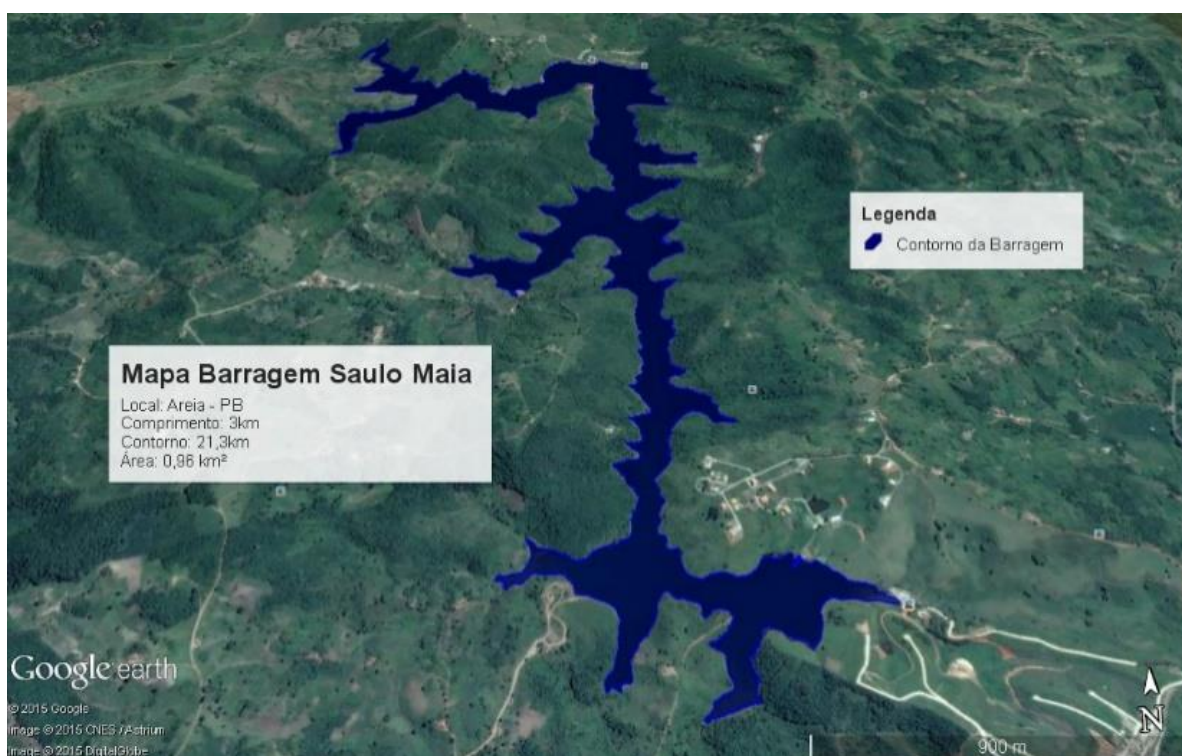 Legenda
Contorno da Barragem
Mapa Barragem Saulo Maia
Local: Areia - PB
Comprimento: 3km
Contorno: 21,3km
Área: 0,96 km²
Google earth
© 2015 Google
Image © 2015 CNES / Astrium
Image © 2015 DigitalGlobe
N
900 m